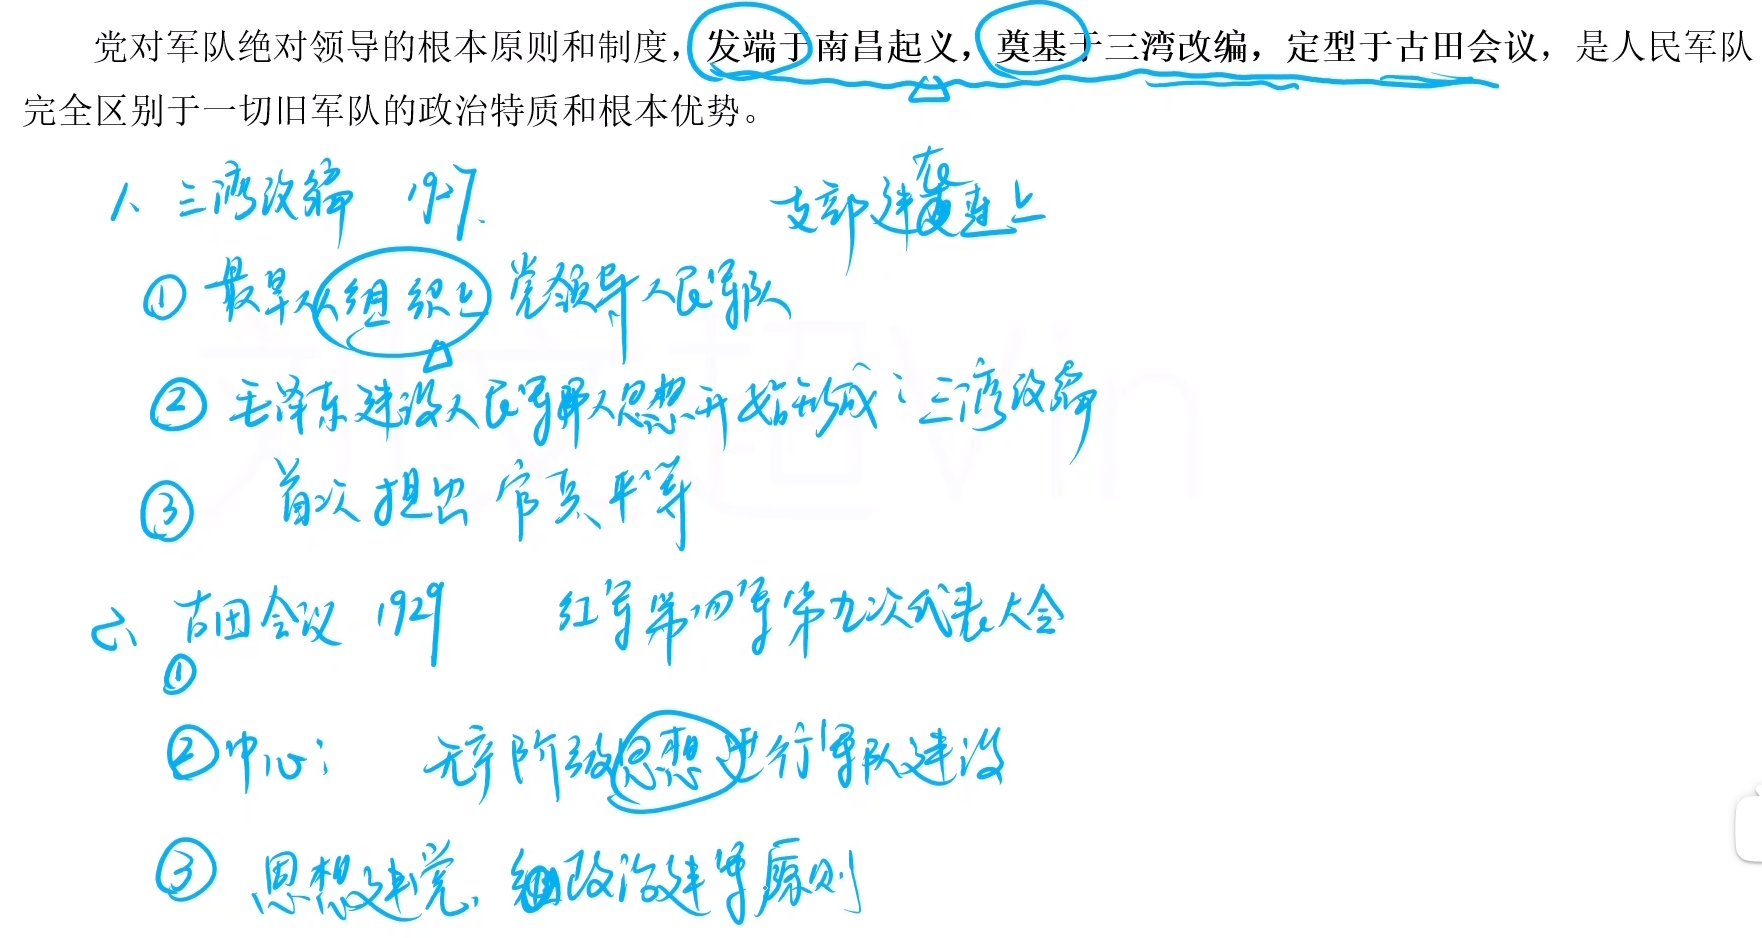 党对军队绝对领导的根本原则和制度，发端于南昌起义，奠基于三湾改编，定型于古田会议，是人民军队
完全区别于一切旧军队的政治特质和根本优势。
一、三湾改编 1927. 支部建在连上
① 最早从组织上党领导人民军队
② 毛泽东建设人民军队思想开始形成：三湾改编
③ 首次提出官兵平等
二、古田会议 1929 红军第四军第九次代表大会
①
②中心： 无产阶级思想进行军队建设
③ 思想建党、政治建军原则